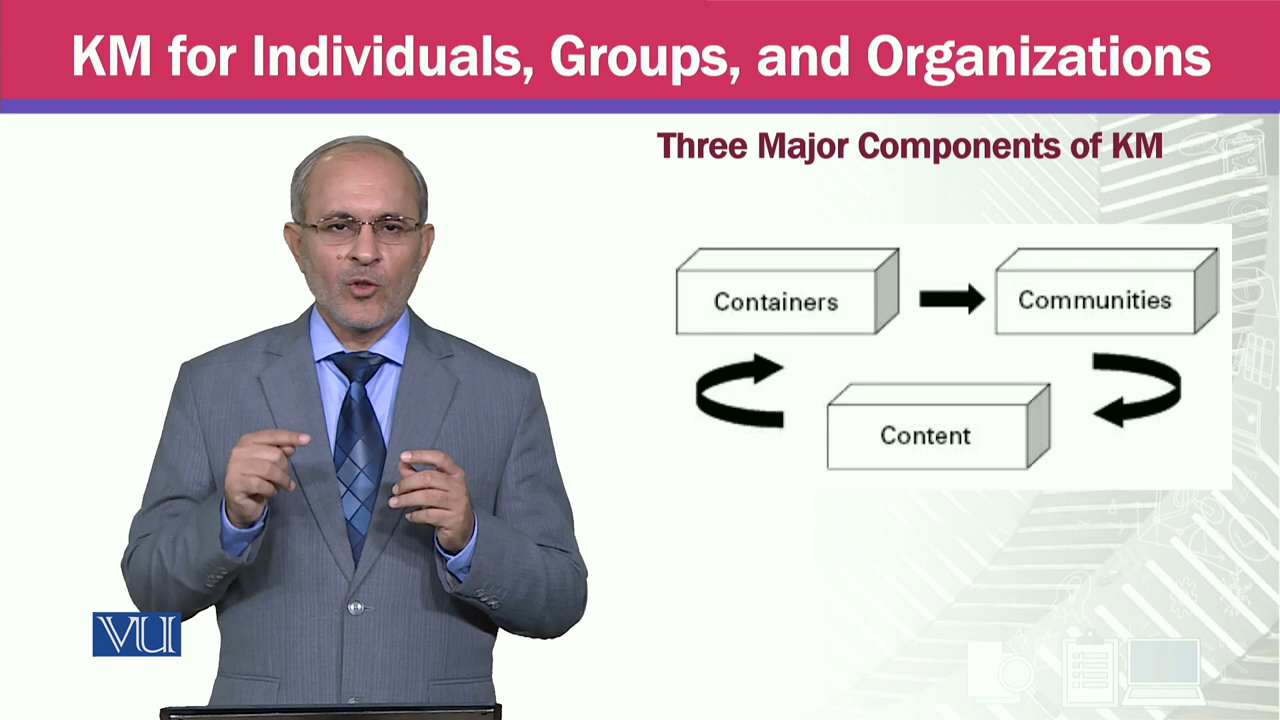 KM for Individuals, Groups, and Organizations
Three Major Components of KM
Containers
Communities
Content
VU